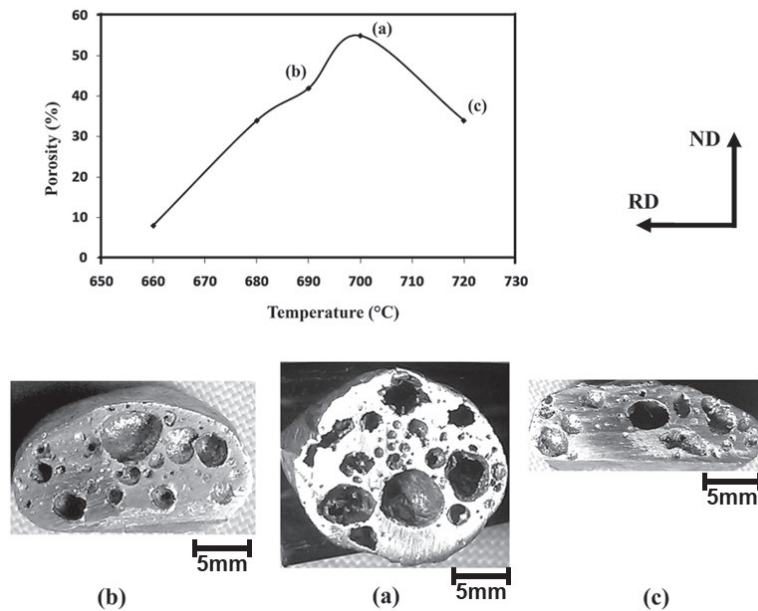 60
50
40
30
20
10
0
Porosity (%)
(a)
(b)
(c)
650 660 670 680 690 700 710 720 730
Temperature (°C)
ND
RD
5mm
5mm
5mm
(b) (a) (c)